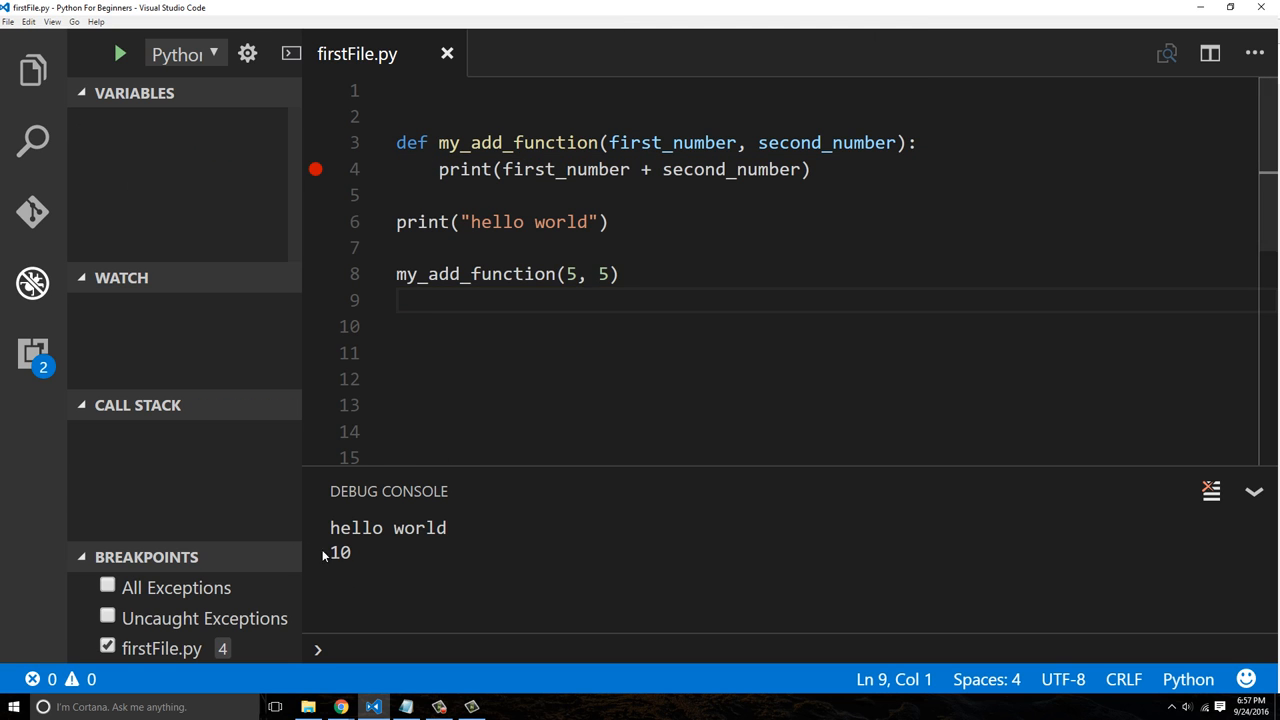 firstFile.py - Python For Beginners - Visual Studio Code
File Edit View Go Help
Pythor
firstFile.py
VARIABLES
WATCH
CALL STACK
BREAKPOINTS
All Exceptions
Uncaught Exceptions
firstFile.py 4
2
1
2
3 def my_add_function(first_number, second_number):
4 print(first_number + second_number)
5
6 print("hello world")
7
8 my_add_function(5, 5)
9
10
11
12
13
14
15
DEBUG CONSOLE
hello world
10
0 0 Ln 9, Col 1 Spaces: 4 UTF-8 CRLF Python
I'm Cortana. Ask me anything.
6:57 PM
9/24/2016